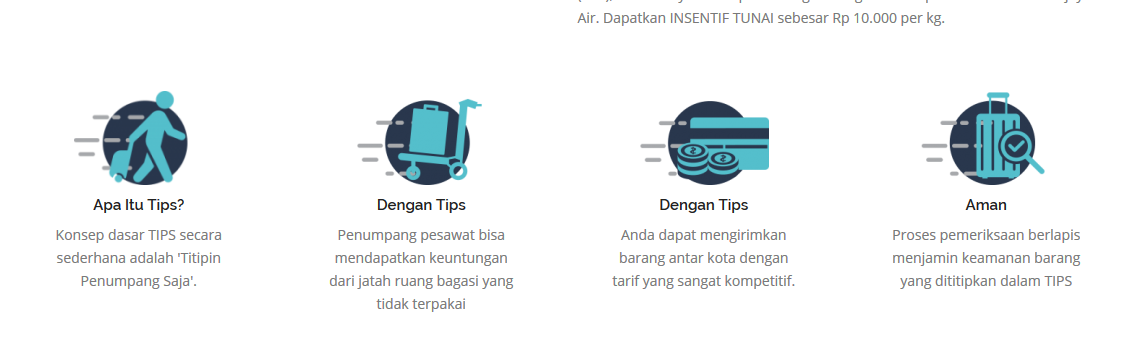 Air. Dapatkan INSENTIF TUNAI sebesar Rp 10.000 per kg.
Apa Itu Tips?
Konsep dasar TIPS secara
sederhana adalah 'Titipin
Penumpang Saja'.
Dengan Tips
Penumpang pesawat bisa
mendapatkan keuntungan
dari jatah ruang bagasi yang
tidak terpakai
Dengan Tips
Anda dapat mengirimkan
barang antar kota dengan
tarif yang sangat kompetitif.
Aman
Proses pemeriksaan berlapis
menjamin keamanan barang
yang dititipkan dalam TIPS